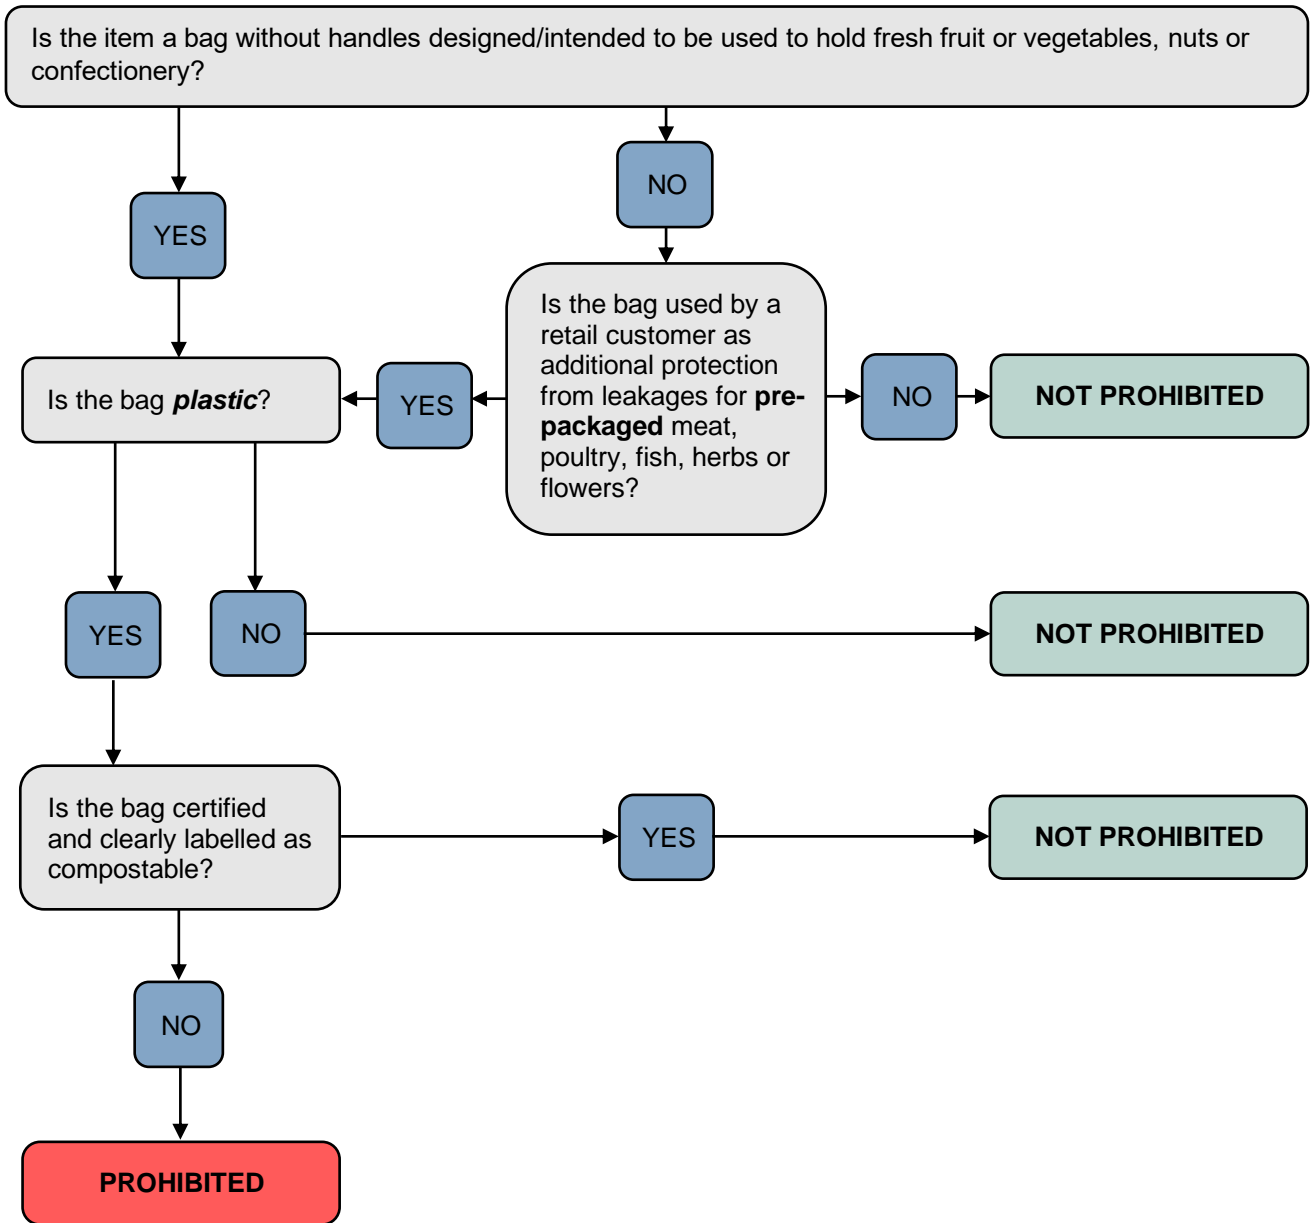 Is the item a bag without handles designed/intended to be used to hold fresh fruit or vegetables, nuts or
confectionery?
NO
YES
Is the bag used by a
retail customer as
additional protection
from leakages for pre-
packaged meat,
poultry, fish, herbs or
flowers?
Is the bag plastic?
YES
NO
NOT PROHIBITED
YES
NO
NOT PROHIBITED
Is the bag certified
and clearly labelled as
compostable?
YES
NOT PROHIBITED
NO
PROHIBITED